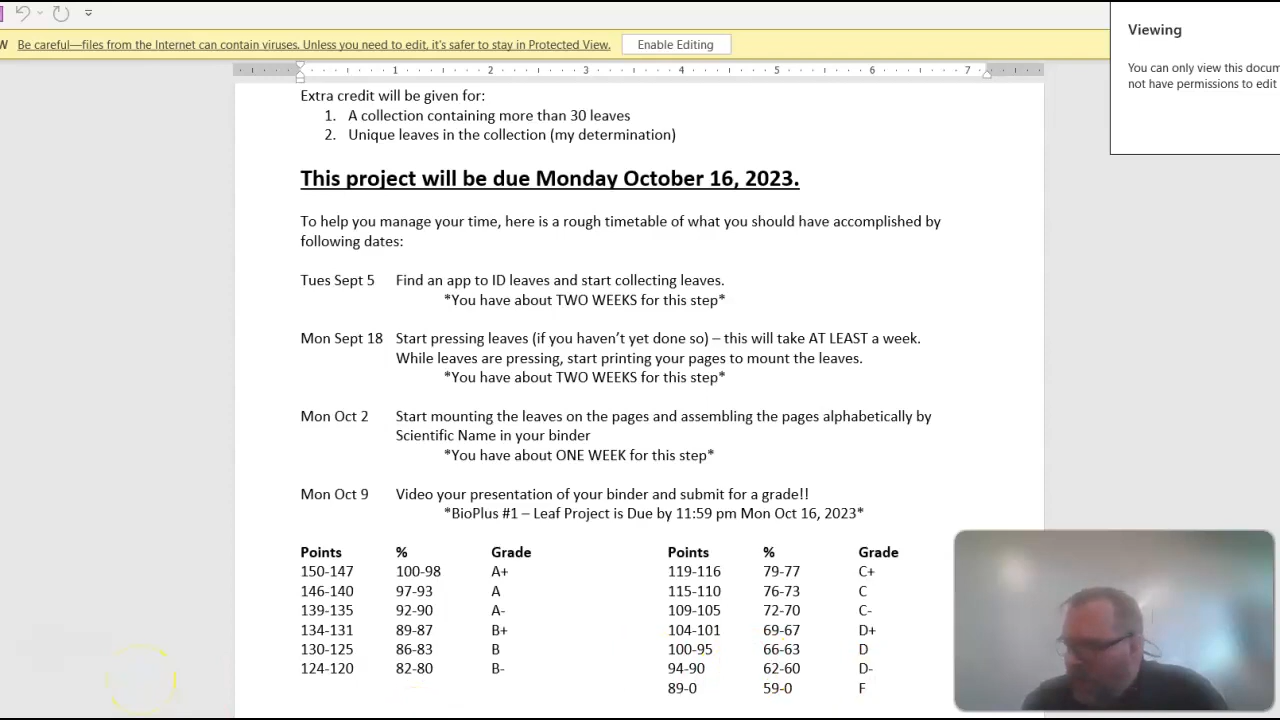 W Be careful—files from the Internet can contain viruses. Unless you need to edit, it's safer to stay in Protected View. Enable Editing
Viewing
You can only view this docum
not have permissions to edit
1 2 3 4 5 6 7
Extra credit will be given for:
1. A collection containing more than 30 leaves
2. Unique leaves in the collection (my determination)
This project will be due Monday October 16, 2023.
To help you manage your time, here is a rough timetable of what you should have accomplished by
following dates:
Tues Sept 5 Find an app to ID leaves and start collecting leaves.
*You have about TWO WEEKS for this step*
Mon Sept 18 Start pressing leaves (if you haven't yet done so) – this will take AT LEAST a week.
While leaves are pressing, start printing your pages to mount the leaves.
*You have about TWO WEEKS for this step*
Mon Oct 2 Start mounting the leaves on the pages and assembling the pages alphabetically by
Scientific Name in your binder
*You have about ONE WEEK for this step*
Mon Oct 9 Video your presentation of your binder and submit for a grade!!
*BioPlus #1 – Leaf Project is Due by 11:59 pm Mon Oct 16, 2023*
Points % Grade Points % Grade
150-147 100-98 A+ 119-116 79-77 C+
146-140 97-93 A 115-110 76-73 C
139-135 92-90 A- 109-105 72-70 C-
134-131 89-87 B+ 104-101 69-67 D+
130-125 86-83 B 100-95 66-63 D
124-120 82-80 B- 94-90 62-60 D-
89-0 59-0 F